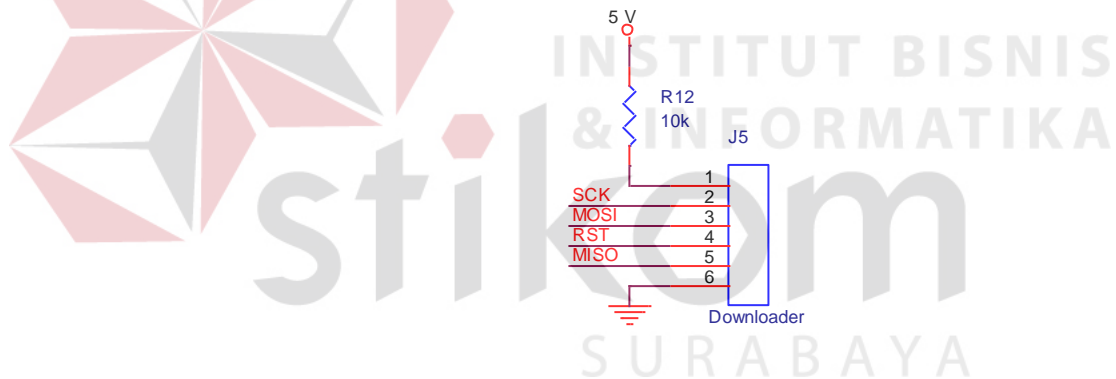 5 V
INSTITUT BISNIS
R12
10k
& INFORMATIKA
J5
stikom
1
SCK
2
MOSI
3
RST
4
MISO
5
6
Downloader
SURABAYA